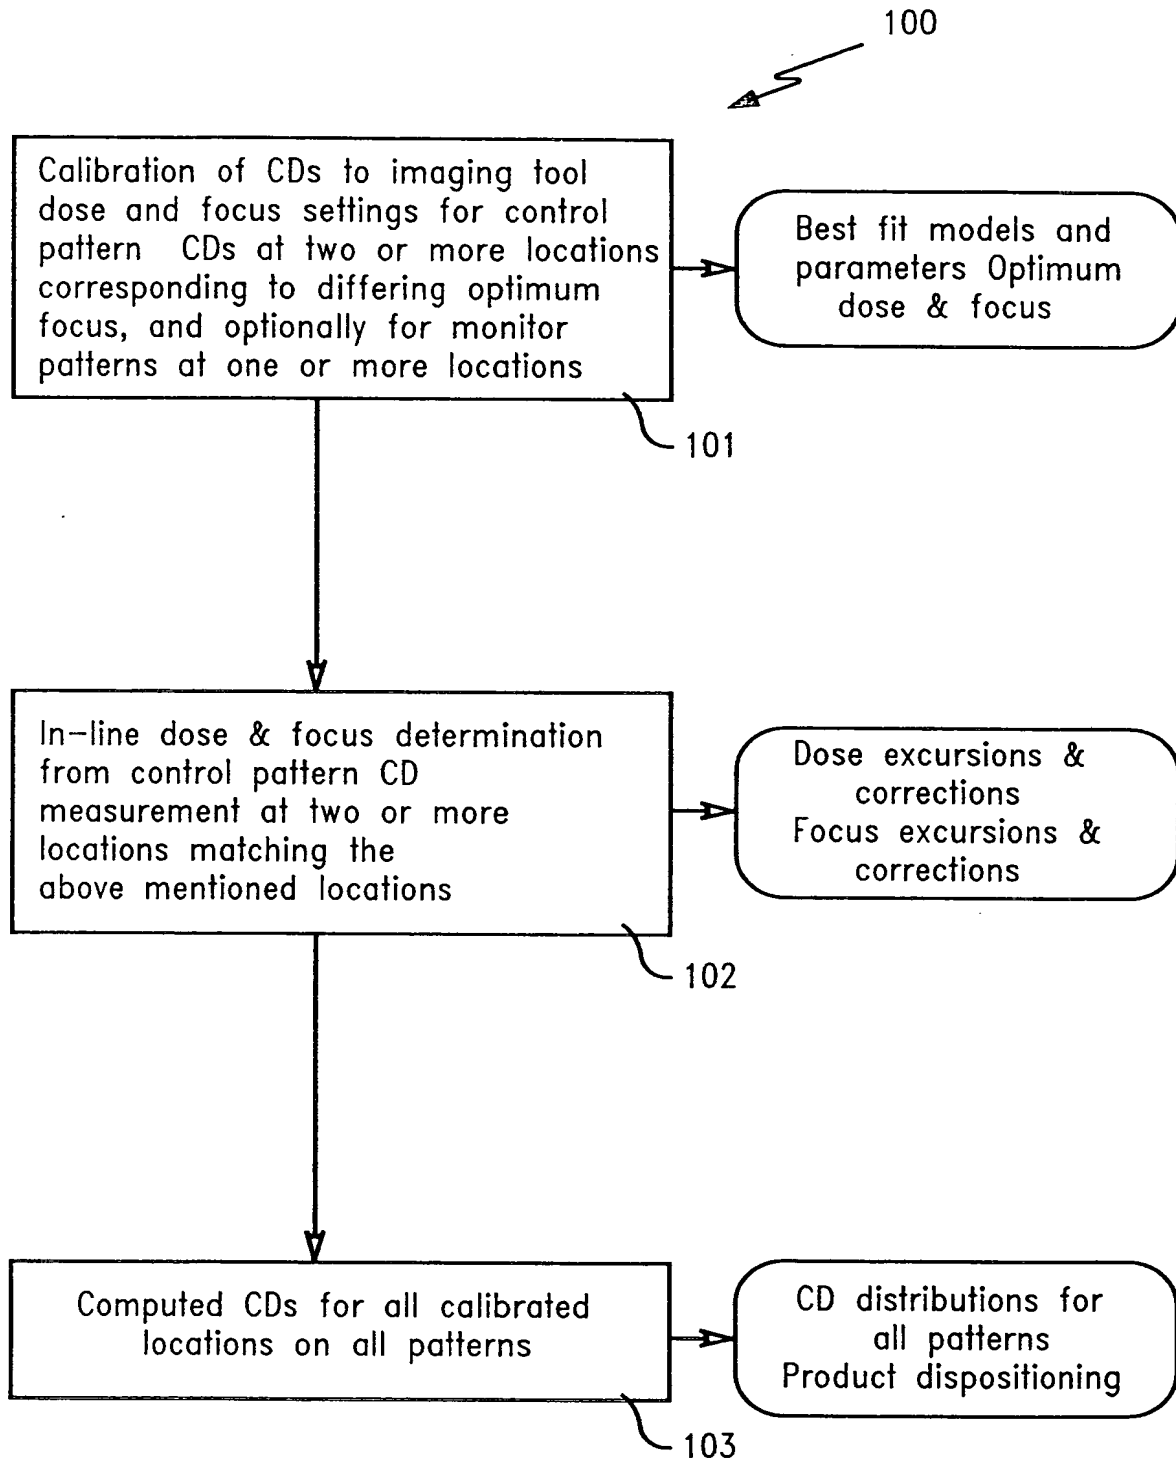 100
Calibration of CDs to imaging tool
dose and focus settings for control
pattern CDs at two or more locations
corresponding to differing optimum
focus, and optionally for monitor
patterns at one or more locations
101
Best fit models and
parameters Optimum
dose & focus
In-line dose & focus determination
from control pattern CD
measurement at two or more
locations matching the
above mentioned locations
102
Dose excursions &
corrections
Focus excursions &
corrections
Computed CDs for all calibrated
locations on all patterns
103
CD distributions for
all patterns
Product dispositioning